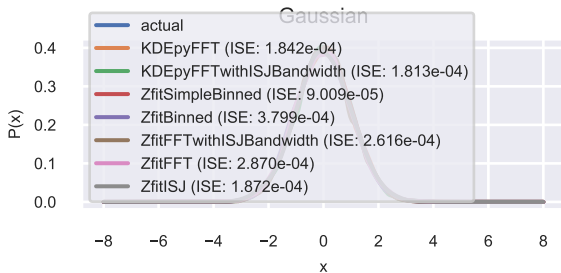 Gaussian
actual
KDEpyFFT (ISE: 1.842e-04)
KDEpyFFTwithISJBandwidth (ISE: 1.813e-04)
ZfitSimpleBinned (ISE: 9.009e-05)
ZfitBinned (ISE: 3.799e-04)
ZfitFFTwithISJBandwidth (ISE: 2.616e-04)
ZfitFFT (ISE: 2.870e-04)
ZfitISJ (ISE: 1.872e-04)
P(x)
0.4
0.3
0.2
0.1
0.0
−8 −6 −4 −2 0 2 4 6 8
x